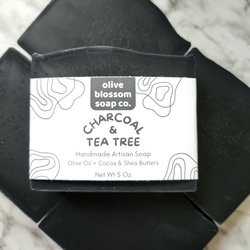 olive
blossom
soap co.
CHARCOAL
&
TEA TREE
Handmade Artisan Soap
Olive Oil + Cocoa & Shea Butters
Net Wt 5 Oz